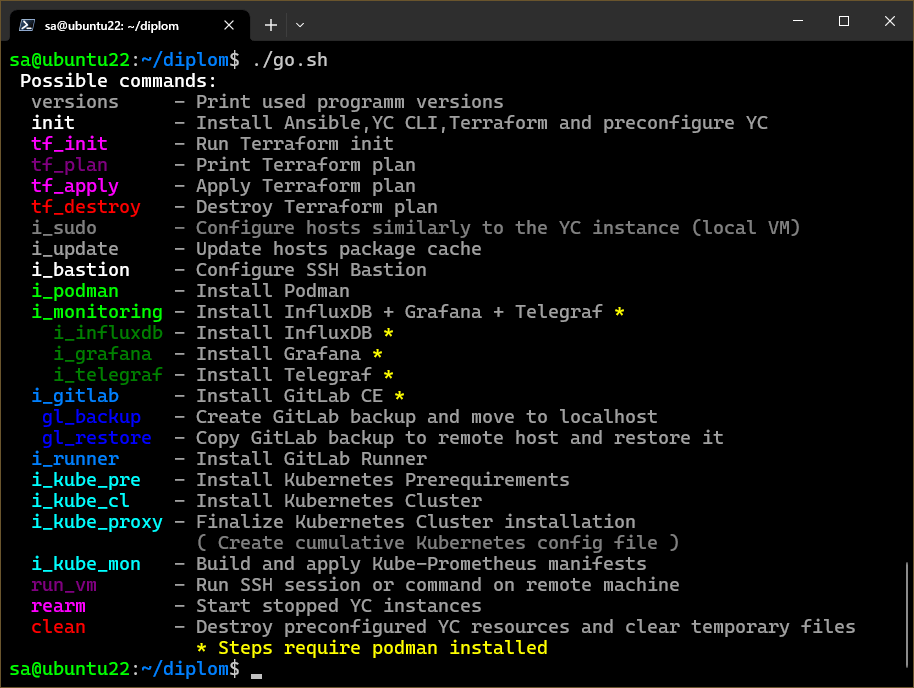 sa@ubuntu22: ~/diplom
sa@ubuntu22:~/diplom$ ./go.sh
Possible commands:
versions — Print used programm versions
init — Install Ansible,YC CLI,Terraform and preconfigure YC
tf_init — Run Terraform init
tf_plan — Print Terraform plan
tf_apply — Apply Terraform plan
tf_destroy — Destroy Terraform plan
i_sudo — Configure hosts similarly to the YC instance (local VM)
i_update — Update hosts package cache
i_bastion — Configure SSH Bastion
i_podman — Install Podman
i_monitoring — Install InfluxDB + Grafana + Telegraf *
i_influxdb — Install InfluxDB *
i_grafana — Install Grafana *
i_telegraf — Install Telegraf *
i_gitlab — Install GitLab CE *
gl_backup — Create GitLab backup and move to localhost
gl_restore — Copy GitLab backup to remote host and restore it
i_runner — Install GitLab Runner
i_kube_pre — Install Kubernetes Prerequirements
i_kube_cl — Install Kubernetes Cluster
i_kube_proxy — Finalize Kubernetes Cluster installation
( Create cumulative Kubernetes config file )
i_kube_mon — Build and apply Kube-Prometheus manifests
run_vm — Run SSH session or command on remote machine
rearm — Start stopped YC instances
clean — Destroy preconfigured YC resources and clear temporary files
* Steps require podman installed
sa@ubuntu22:~/diplom$